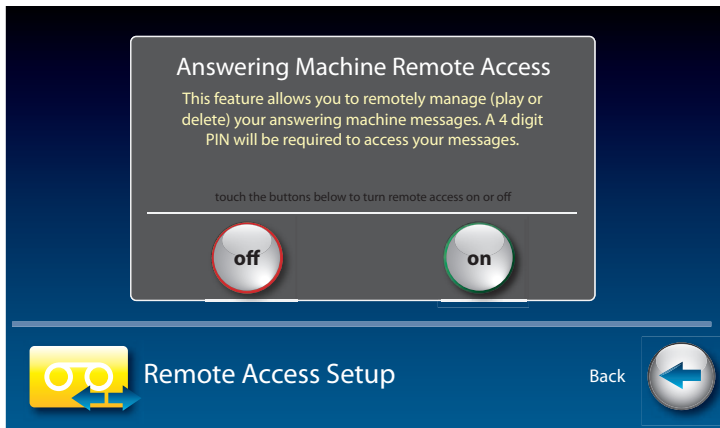 Answering Machine Remote Access
This feature allows you to remotely manage (play or
delete) your answering machine messages. A 4 digit
PIN will be required to access your messages.
touch the buttons below to turn remote access on or off
off
on
Remote Access Setup
Back